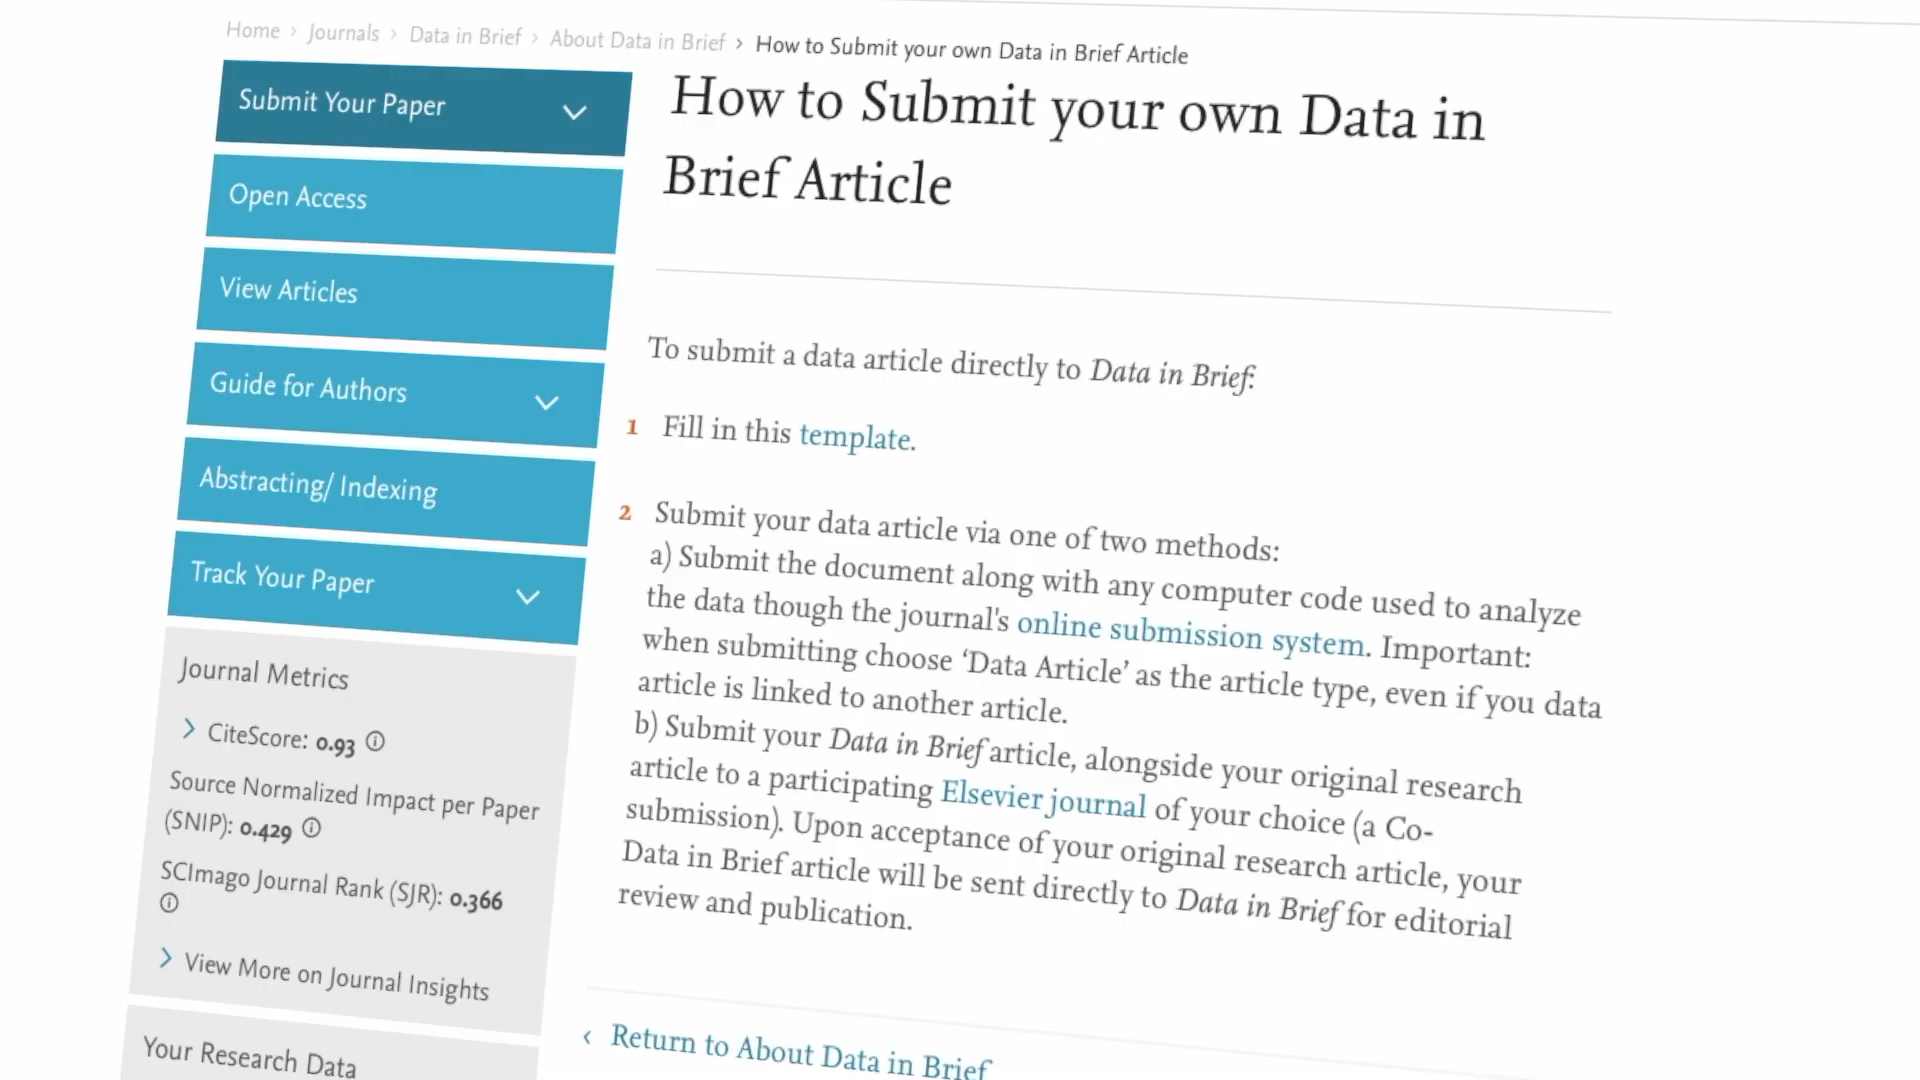 Home > Journals > Data in Brief > About Data in Brief > How to Submit your own Data in Brief Article
Submit Your Paper
Open Access
View Articles
Guide for Authors
Abstracting/ Indexing
Track Your Paper
Journal Metrics
> CiteScore: 0.93
Source Normalized Impact per Paper
(SNIP): 0.429
SCImago Journal Rank (SJR): 0.366
> View More on Journal Insights
Your Research Data
How to Submit your own Data in
Brief Article
To submit a data article directly to Data in Brief:
1 Fill in this template.
2 Submit your data article via one of two methods:
a) Submit the document along with any computer code used to analyze
the data though the journal's online submission system. Important:
when submitting choose ‘Data Article’ as the article type, even if you data
article is linked to another article.
b) Submit your Data in Brief article, alongside your original research
article to a participating Elsevier journal of your choice (a Co-
submission). Upon acceptance of your original research article, your
Data in Brief article will be sent directly to Data in Brief for editorial
review and publication.
‹ Return to About Data in Brief